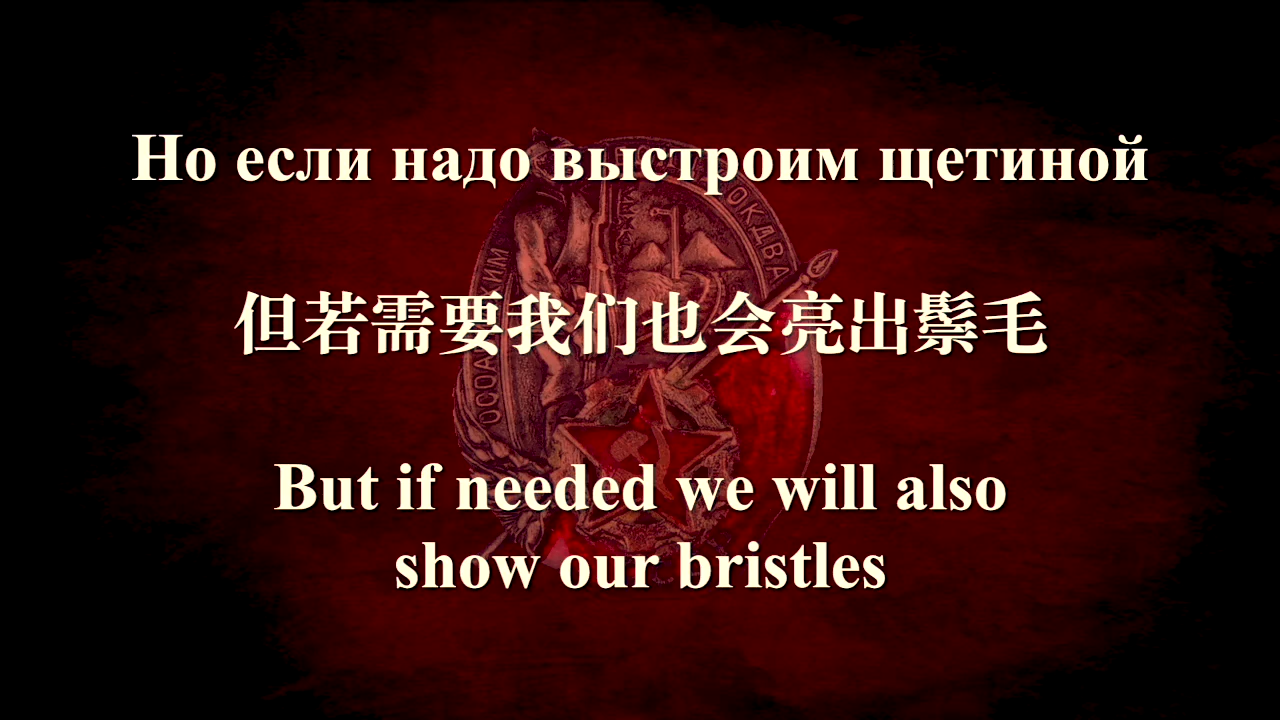 Но если надо выстроим щетиной
但若需要我们也会亮出鬃毛
But if needed we will also
show our bristles
ОКДВА